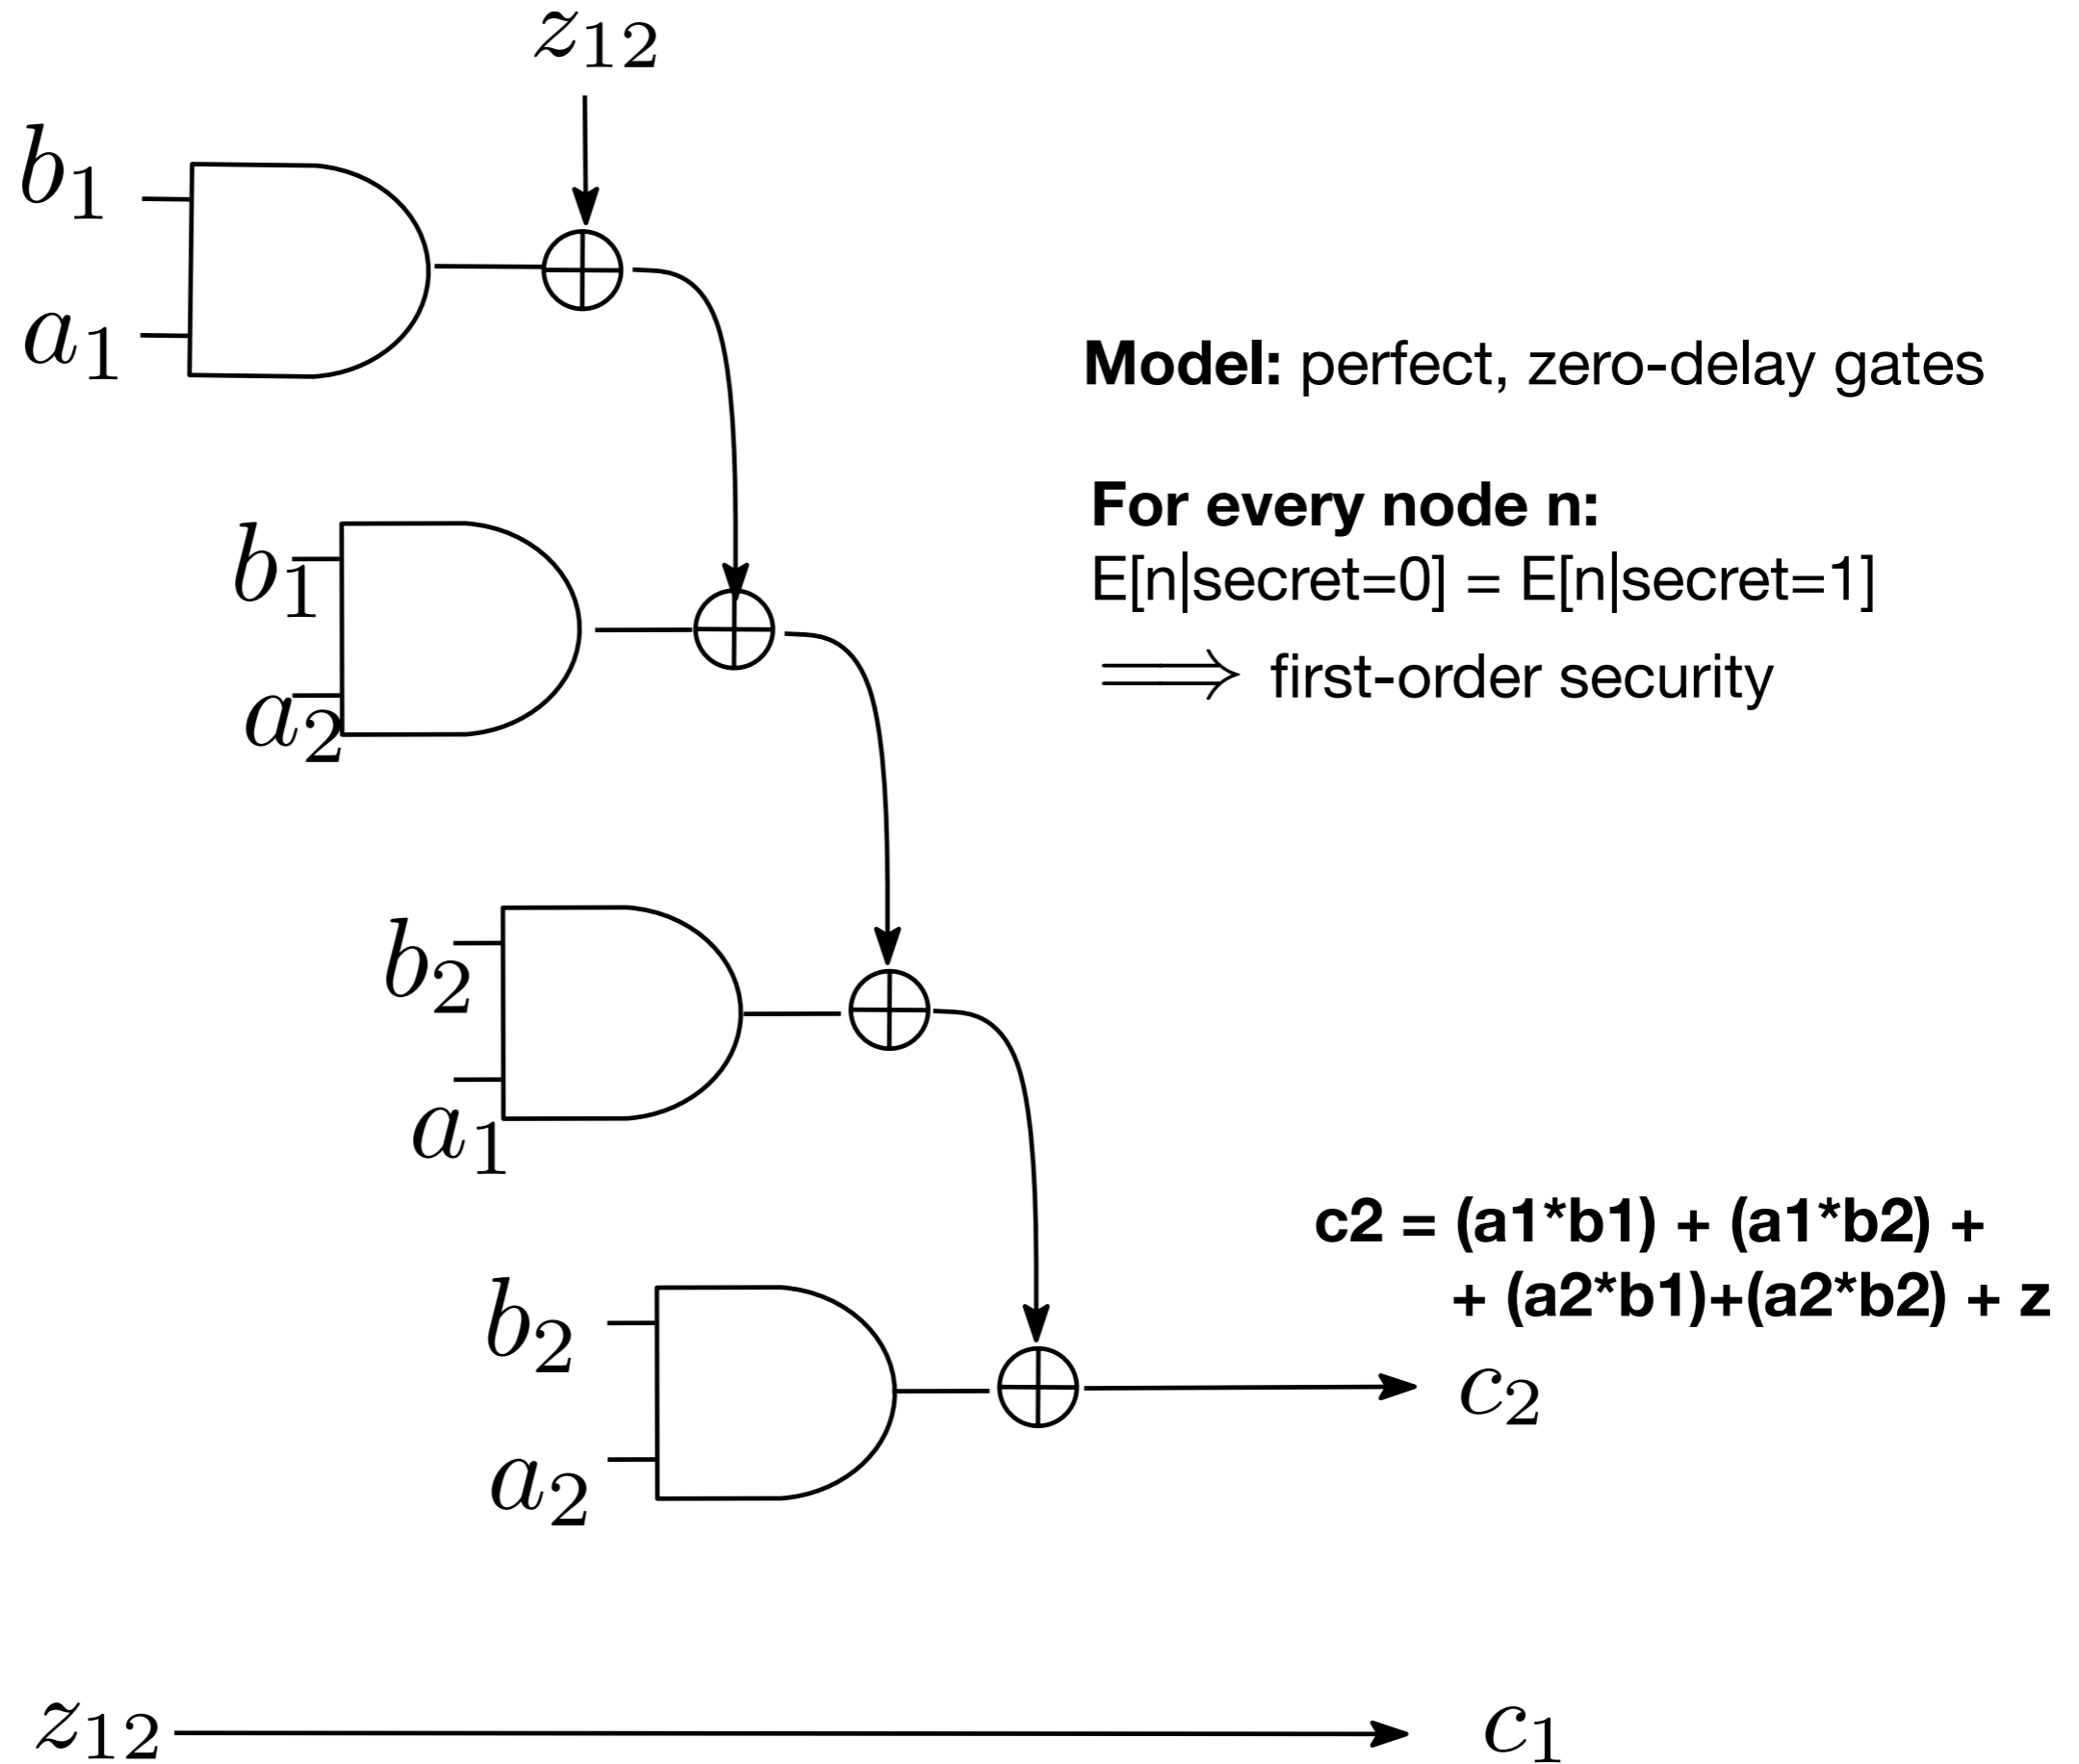 z₁₂
b₁
a₁
Model: perfect, zero-delay gates
For every node n:
E[n|secret=0] = E[n|secret=1]
⟹ first-order security
b₁
a₂
b₂
a₁
c2 = (a1*b1) + (a1*b2) +
+ (a2*b1)+(a2*b2) + z
b₂
a₂
c₂
z₁₂
c₁